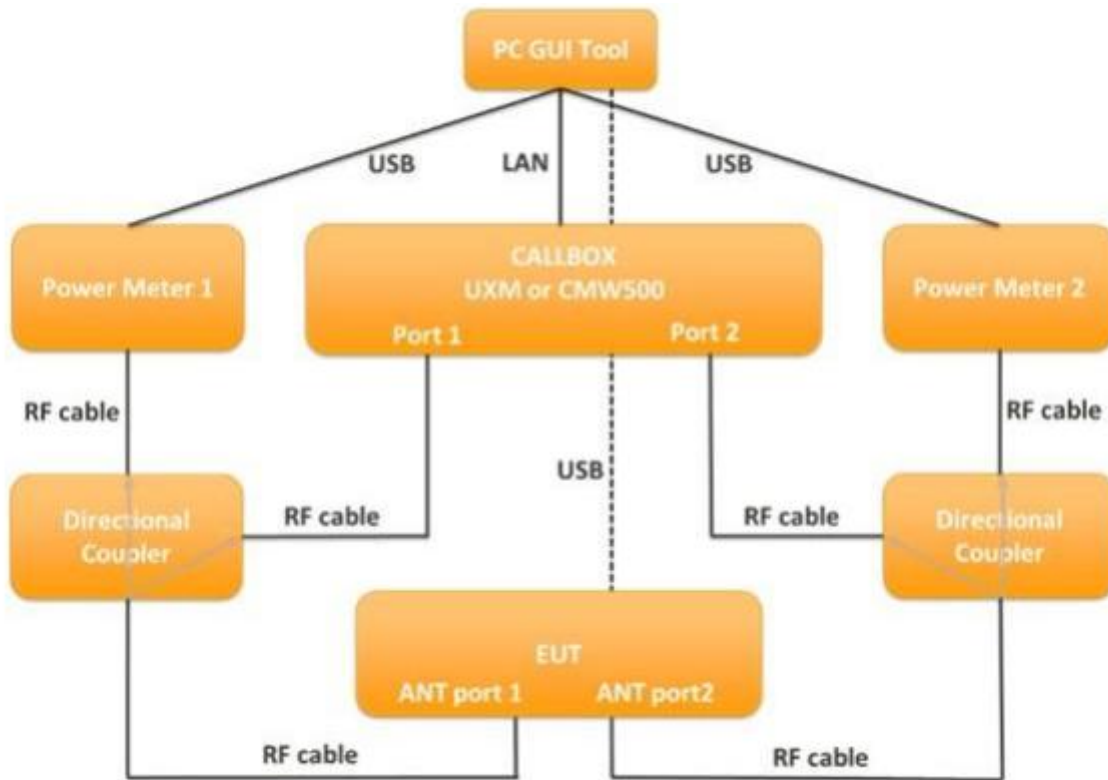 PC GUI Tool
USB
LAN
USB
Power Meter 1
CALLBOX
UXM or CMW500
Port 1
Port 2
Power Meter 2
RF cable
RF cable
USB
Directional
Coupler
RF cable
RF cable
Directional
Coupler
EUT
ANT port 1
ANT port2
RF cable
RF cable